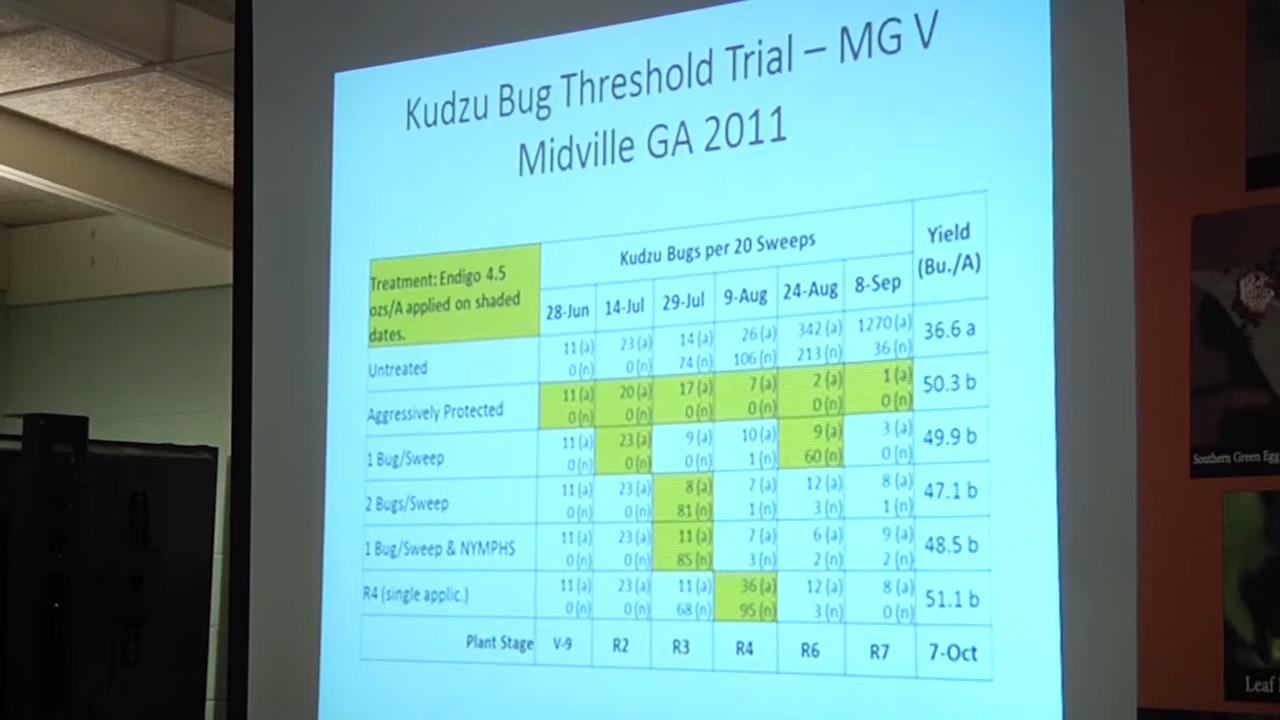 Kudzu Bug Threshold Trial – MG V
Midville GA 2011
Treatment: Endigo 4.5
ozs/A applied on shaded
dates.
Kudzu Bugs per 20 Sweeps
Yield
(Bu./A)
28-Jun 14-Jul 29-Jul 9-Aug 24-Aug 8-Sep
Untreated
11 (a) 23 (a) 14 (a) 26 (a) 342 (a) 1270 (a)
0 (n) 0 (n) 74 (n) 106 (n) 213 (n) 36 (n)
36.6 a
Aggressively Protected
11 (a) 20 (a) 17 (a) 7 (a) 2 (a) 1 (a)
0 (n) 0 (n) 0 (n) 0 (n) 0 (n) 0 (n)
50.3 b
1 Bug/Sweep
11 (a) 23 (a) 9 (a) 10 (a) 9 (a) 3 (a)
0 (n) 0 (n) 0 (n) 1 (n) 60 (n) 0 (n)
49.9 b
2 Bugs/Sweep
11 (a) 23 (a) 8 (a) 7 (a) 12 (a) 8 (a)
0 (n) 0 (n) 81 (n) 1 (n) 3 (n) 1 (n)
47.1 b
1 Bug/Sweep & NYMPHS
11 (a) 23 (a) 11 (a) 7 (a) 6 (a) 9 (a)
0 (n) 0 (n) 85 (n) 3 (n) 2 (n) 2 (n)
48.5 b
R4 (single applic.)
11 (a) 23 (a) 11 (a) 36 (a) 12 (a) 8 (a)
0 (n) 0 (n) 68 (n) 95 (n) 3 (n) 0 (n)
51.1 b
Plant Stage V-9 R2 R3 R4 R6 R7 7-Oct
Southern Green Egg
Leaf